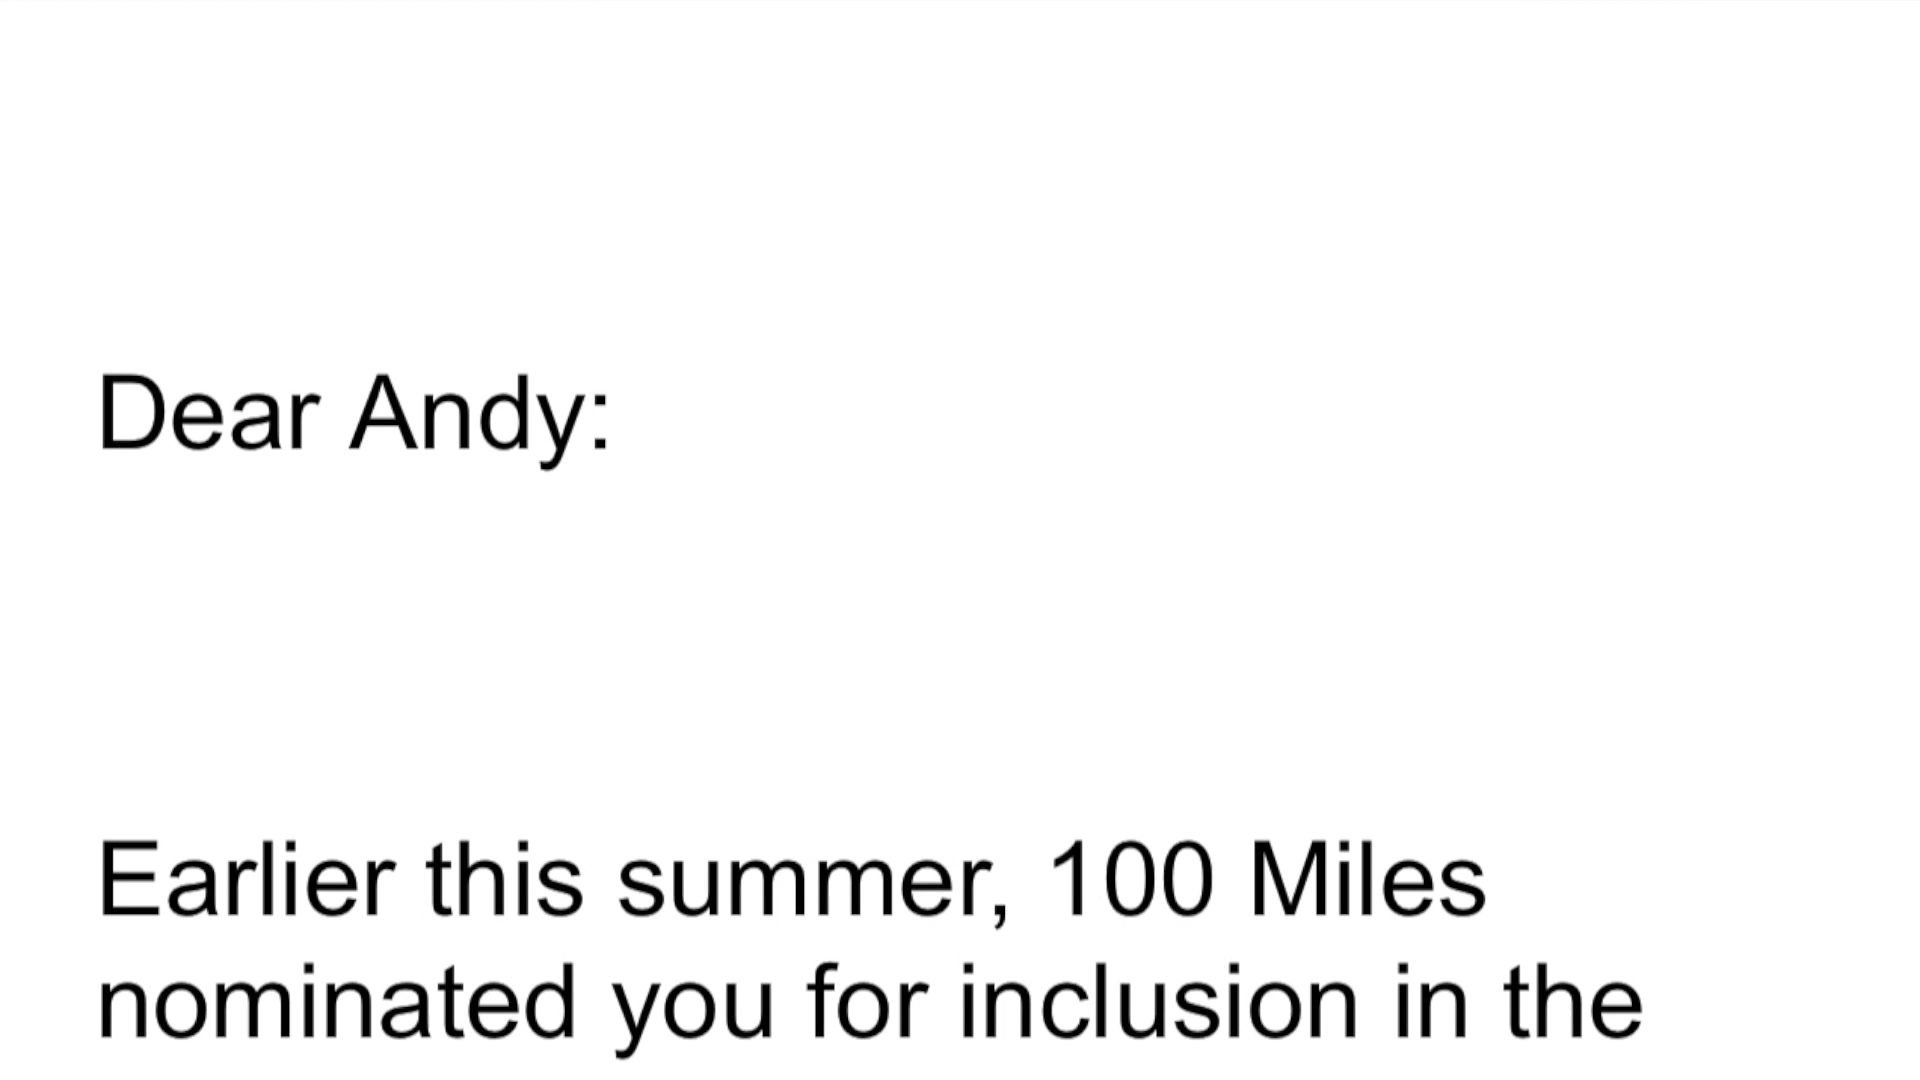 Dear Andy:
Earlier this summer, 100 Miles
nominated you for inclusion in the